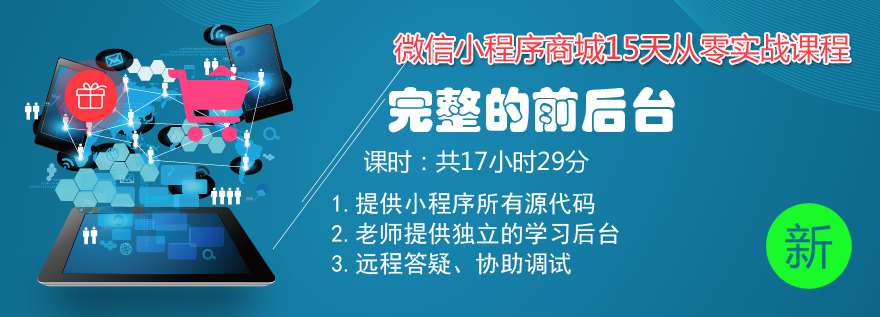 微信小程序商城15天从零实战课程
完整的前后台
课时：共17小时29分
1.提供小程序所有源代码
2.老师提供独立的学习后台
3.远程答疑、协助调试
新